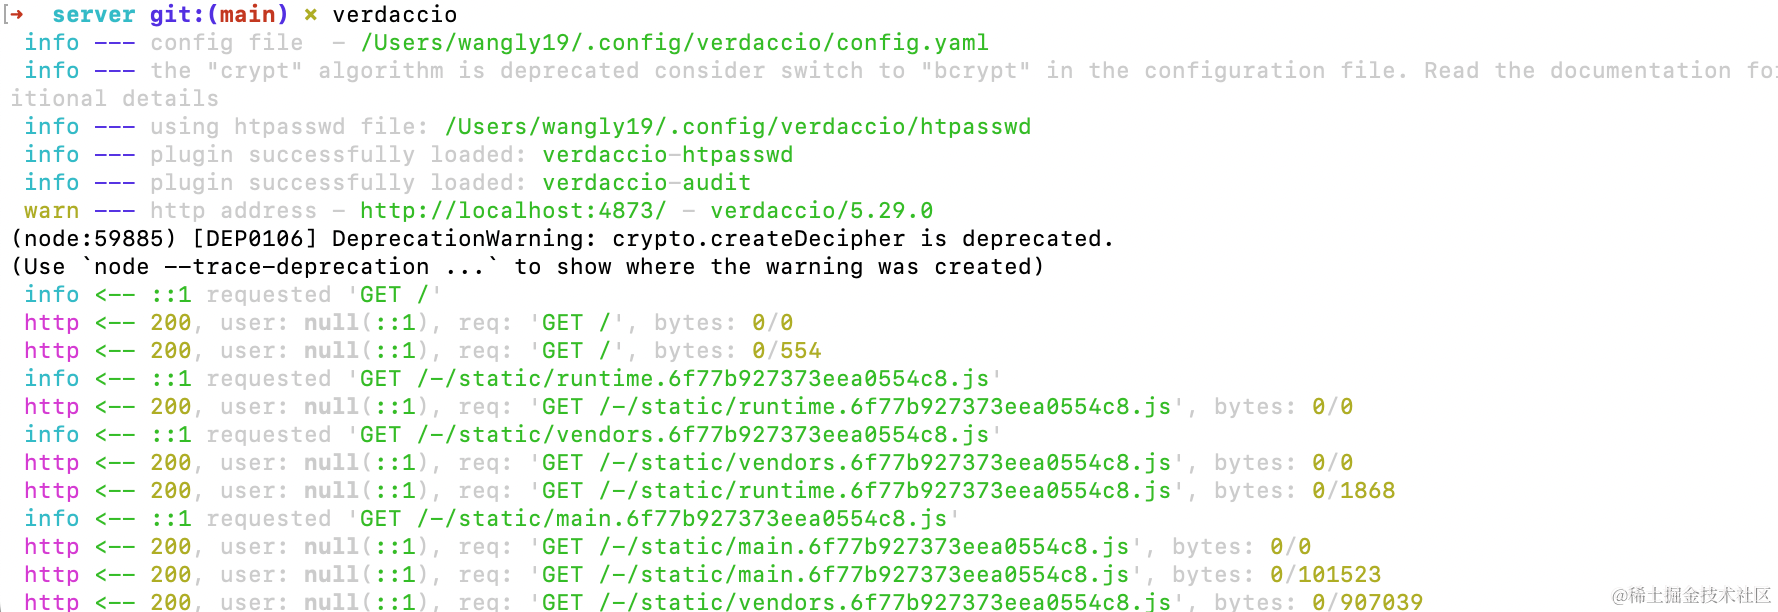 [➜  server git:(main) ✗ verdaccio
info --- config file  - /Users/wangly19/.config/verdaccio/config.yaml
info --- the "crypt" algorithm is deprecated consider switch to "bcrypt" in the configuration file. Read the documentation for
itional details
info --- using htpasswd file: /Users/wangly19/.config/verdaccio/htpasswd
info --- plugin successfully loaded: verdaccio-htpasswd
info --- plugin successfully loaded: verdaccio-audit
warn --- http address - http://localhost:4873/ - verdaccio/5.29.0
(node:59885) [DEP0106] DeprecationWarning: crypto.createDecipher is deprecated.
(Use `node --trace-deprecation ...` to show where the warning was created)
info <-- ::1 requested 'GET /'
http <-- 200, user: null(::1), req: 'GET /', bytes: 0/0
http <-- 200, user: null(::1), req: 'GET /', bytes: 0/554
info <-- ::1 requested 'GET /-/static/runtime.6f77b927373eea0554c8.js'
http <-- 200, user: null(::1), req: 'GET /-/static/runtime.6f77b927373eea0554c8.js', bytes: 0/0
info <-- ::1 requested 'GET /-/static/vendors.6f77b927373eea0554c8.js'
http <-- 200, user: null(::1), req: 'GET /-/static/vendors.6f77b927373eea0554c8.js', bytes: 0/0
http <-- 200, user: null(::1), req: 'GET /-/static/runtime.6f77b927373eea0554c8.js', bytes: 0/1868
info <-- ::1 requested 'GET /-/static/main.6f77b927373eea0554c8.js'
http <-- 200, user: null(::1), req: 'GET /-/static/main.6f77b927373eea0554c8.js', bytes: 0/0
http <-- 200, user: null(::1), req: 'GET /-/static/main.6f77b927373eea0554c8.js', bytes: 0/101523
http <-- 200, user: null(::1), req: 'GET /-/static/vendors.6f77b927373eea0554c8.js', bytes: 0/907039
@稀土掘金技术社区